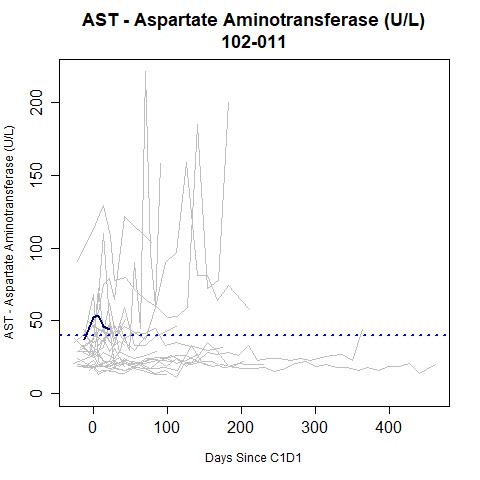 AST - Aspartate Aminotransferase (U/L)
102-011
AST - Aspartate Aminotransferase (U/L)
200
150
100
50
0
0 100 200 300 400
Days Since C1D1